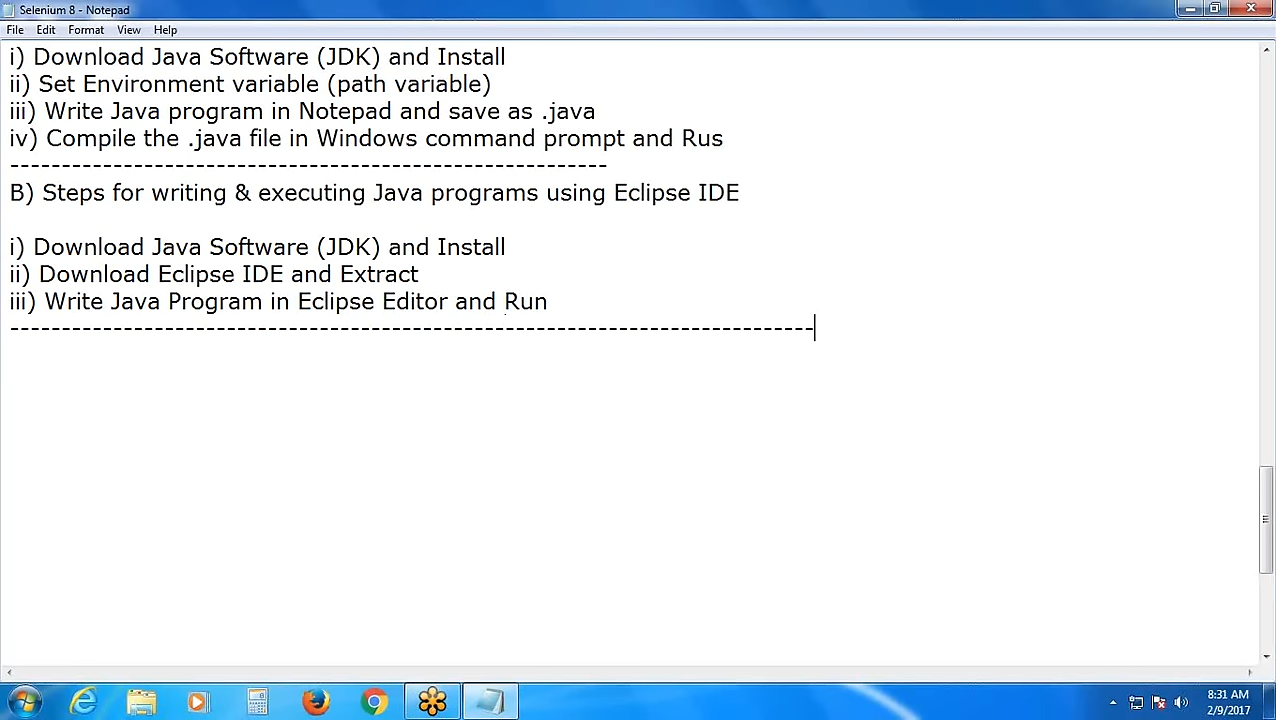 Selenium 8 - Notepad
File Edit Format View Help
i) Download Java Software (JDK) and Install
ii) Set Environment variable (path variable)
iii) Write Java program in Notepad and save as .java
iv) Compile the .java file in Windows command prompt and Rus
----------------------------------------------------------
B) Steps for writing & executing Java programs using Eclipse IDE
i) Download Java Software (JDK) and Install
ii) Download Eclipse IDE and Extract
iii) Write Java Program in Eclipse Editor and Run
------------------------------------------------------------------------------
8:31 AM
2/9/2017